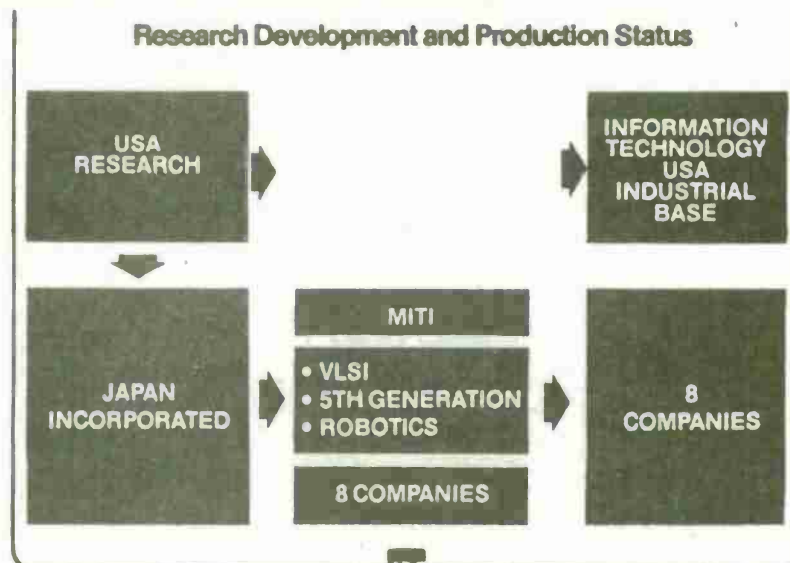 Research Development and Production Status
USA
RESEARCH
INFORMATION
TECHNOLOGY
USA
INDUSTRIAL
BASE
JAPAN
INCORPORATED
MITI
• VLSI
• 5TH GENERATION
• ROBOTICS
8 COMPANIES
8
COMPANIES